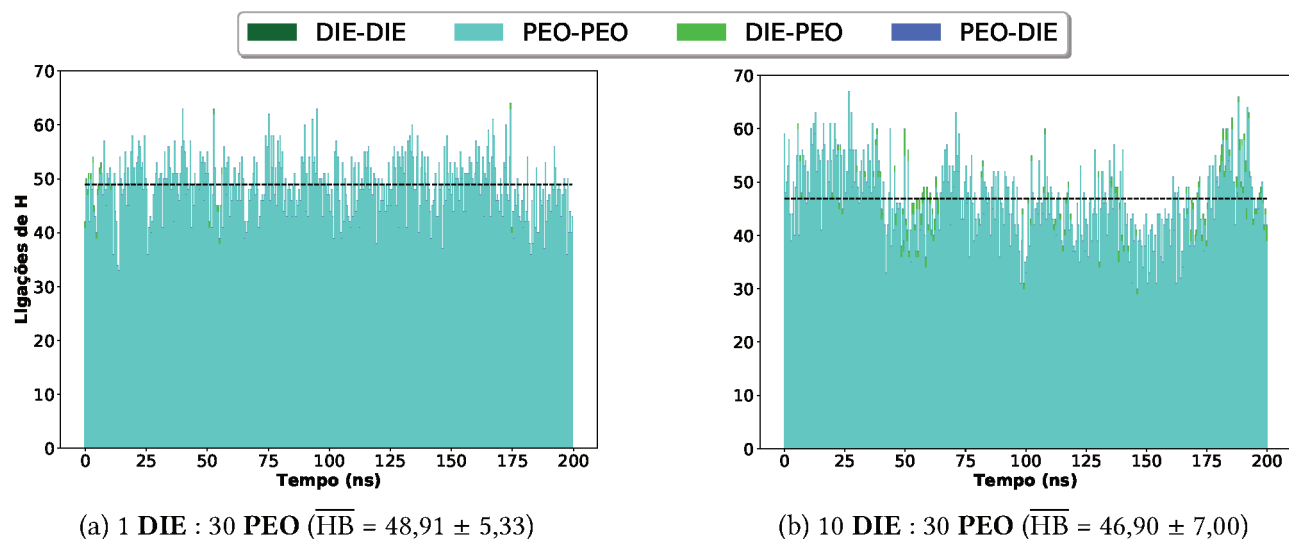 DIE-DIE PEO-PEO DIE-PEO PEO-DIE
Ligações de H
70
60
50
40
30
20
10
0
0 25 50 75 100 125 150 175 200
Tempo (ns)
(a) 1 DIE : 30 PEO (H̅B̅ = 48,91 ± 5,33)
70
60
50
40
30
20
10
0
0 25 50 75 100 125 150 175 200
Tempo (ns)
(b) 10 DIE : 30 PEO (H̅B̅ = 46,90 ± 7,00)